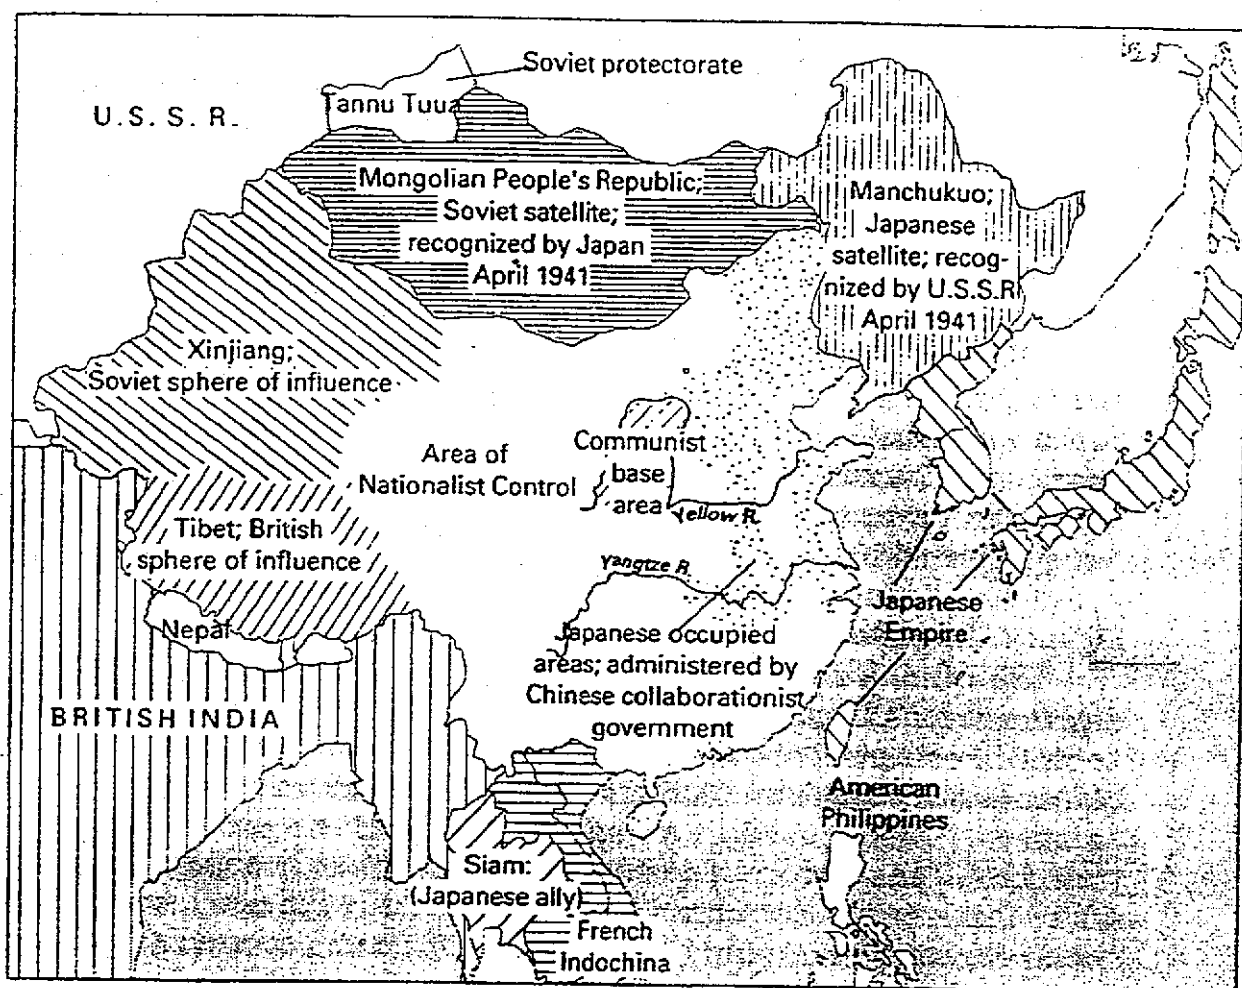 Soviet protectorate
U.S.S.R.
Tannu Tuua
Mongolian People's Republic;
Soviet satellite;
recognized by Japan
April 1941
Manchukuo;
Japanese
satellite; recog-
nized by U.S.S.R
April 1941
Xinjiang;
Soviet sphere of influence
Area of
Nationalist Control
Communist
base
area
Yellow R.
Tibet; British
sphere of influence
Yangtze R.
Nepal
Japanese
Empire
Japanese occupied
areas; administered by
Chinese collaborationist
government
BRITISH INDIA
American
Philippines
Siam:
(Japanese ally)
French
Indochina